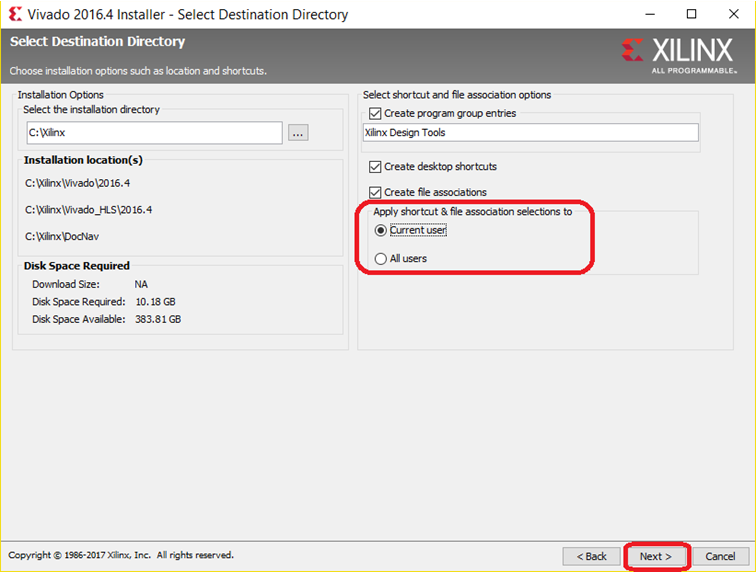 Vivado 2016.4 Installer - Select Destination Directory
Select Destination Directory
Choose installation options such as location and shortcuts.
XILINX
ALL PROGRAMMABLE™
Installation Options
Select the installation directory
C:\Xilinx
...
Installation location(s)
C:\Xilinx\Vivado\2016.4
C:\Xilinx\Vivado_HLS\2016.4
C:\Xilinx\DocNav
Disk Space Required
Download Size: NA
Disk Space Required: 10.18 GB
Disk Space Available: 383.81 GB
Select shortcut and file association options
Create program group entries
Xilinx Design Tools
Create desktop shortcuts
Create file associations
Apply shortcut & file association selections to
Current user
All users
Copyright © 1986-2017 Xilinx, Inc. All rights reserved.
< Back Next > Cancel